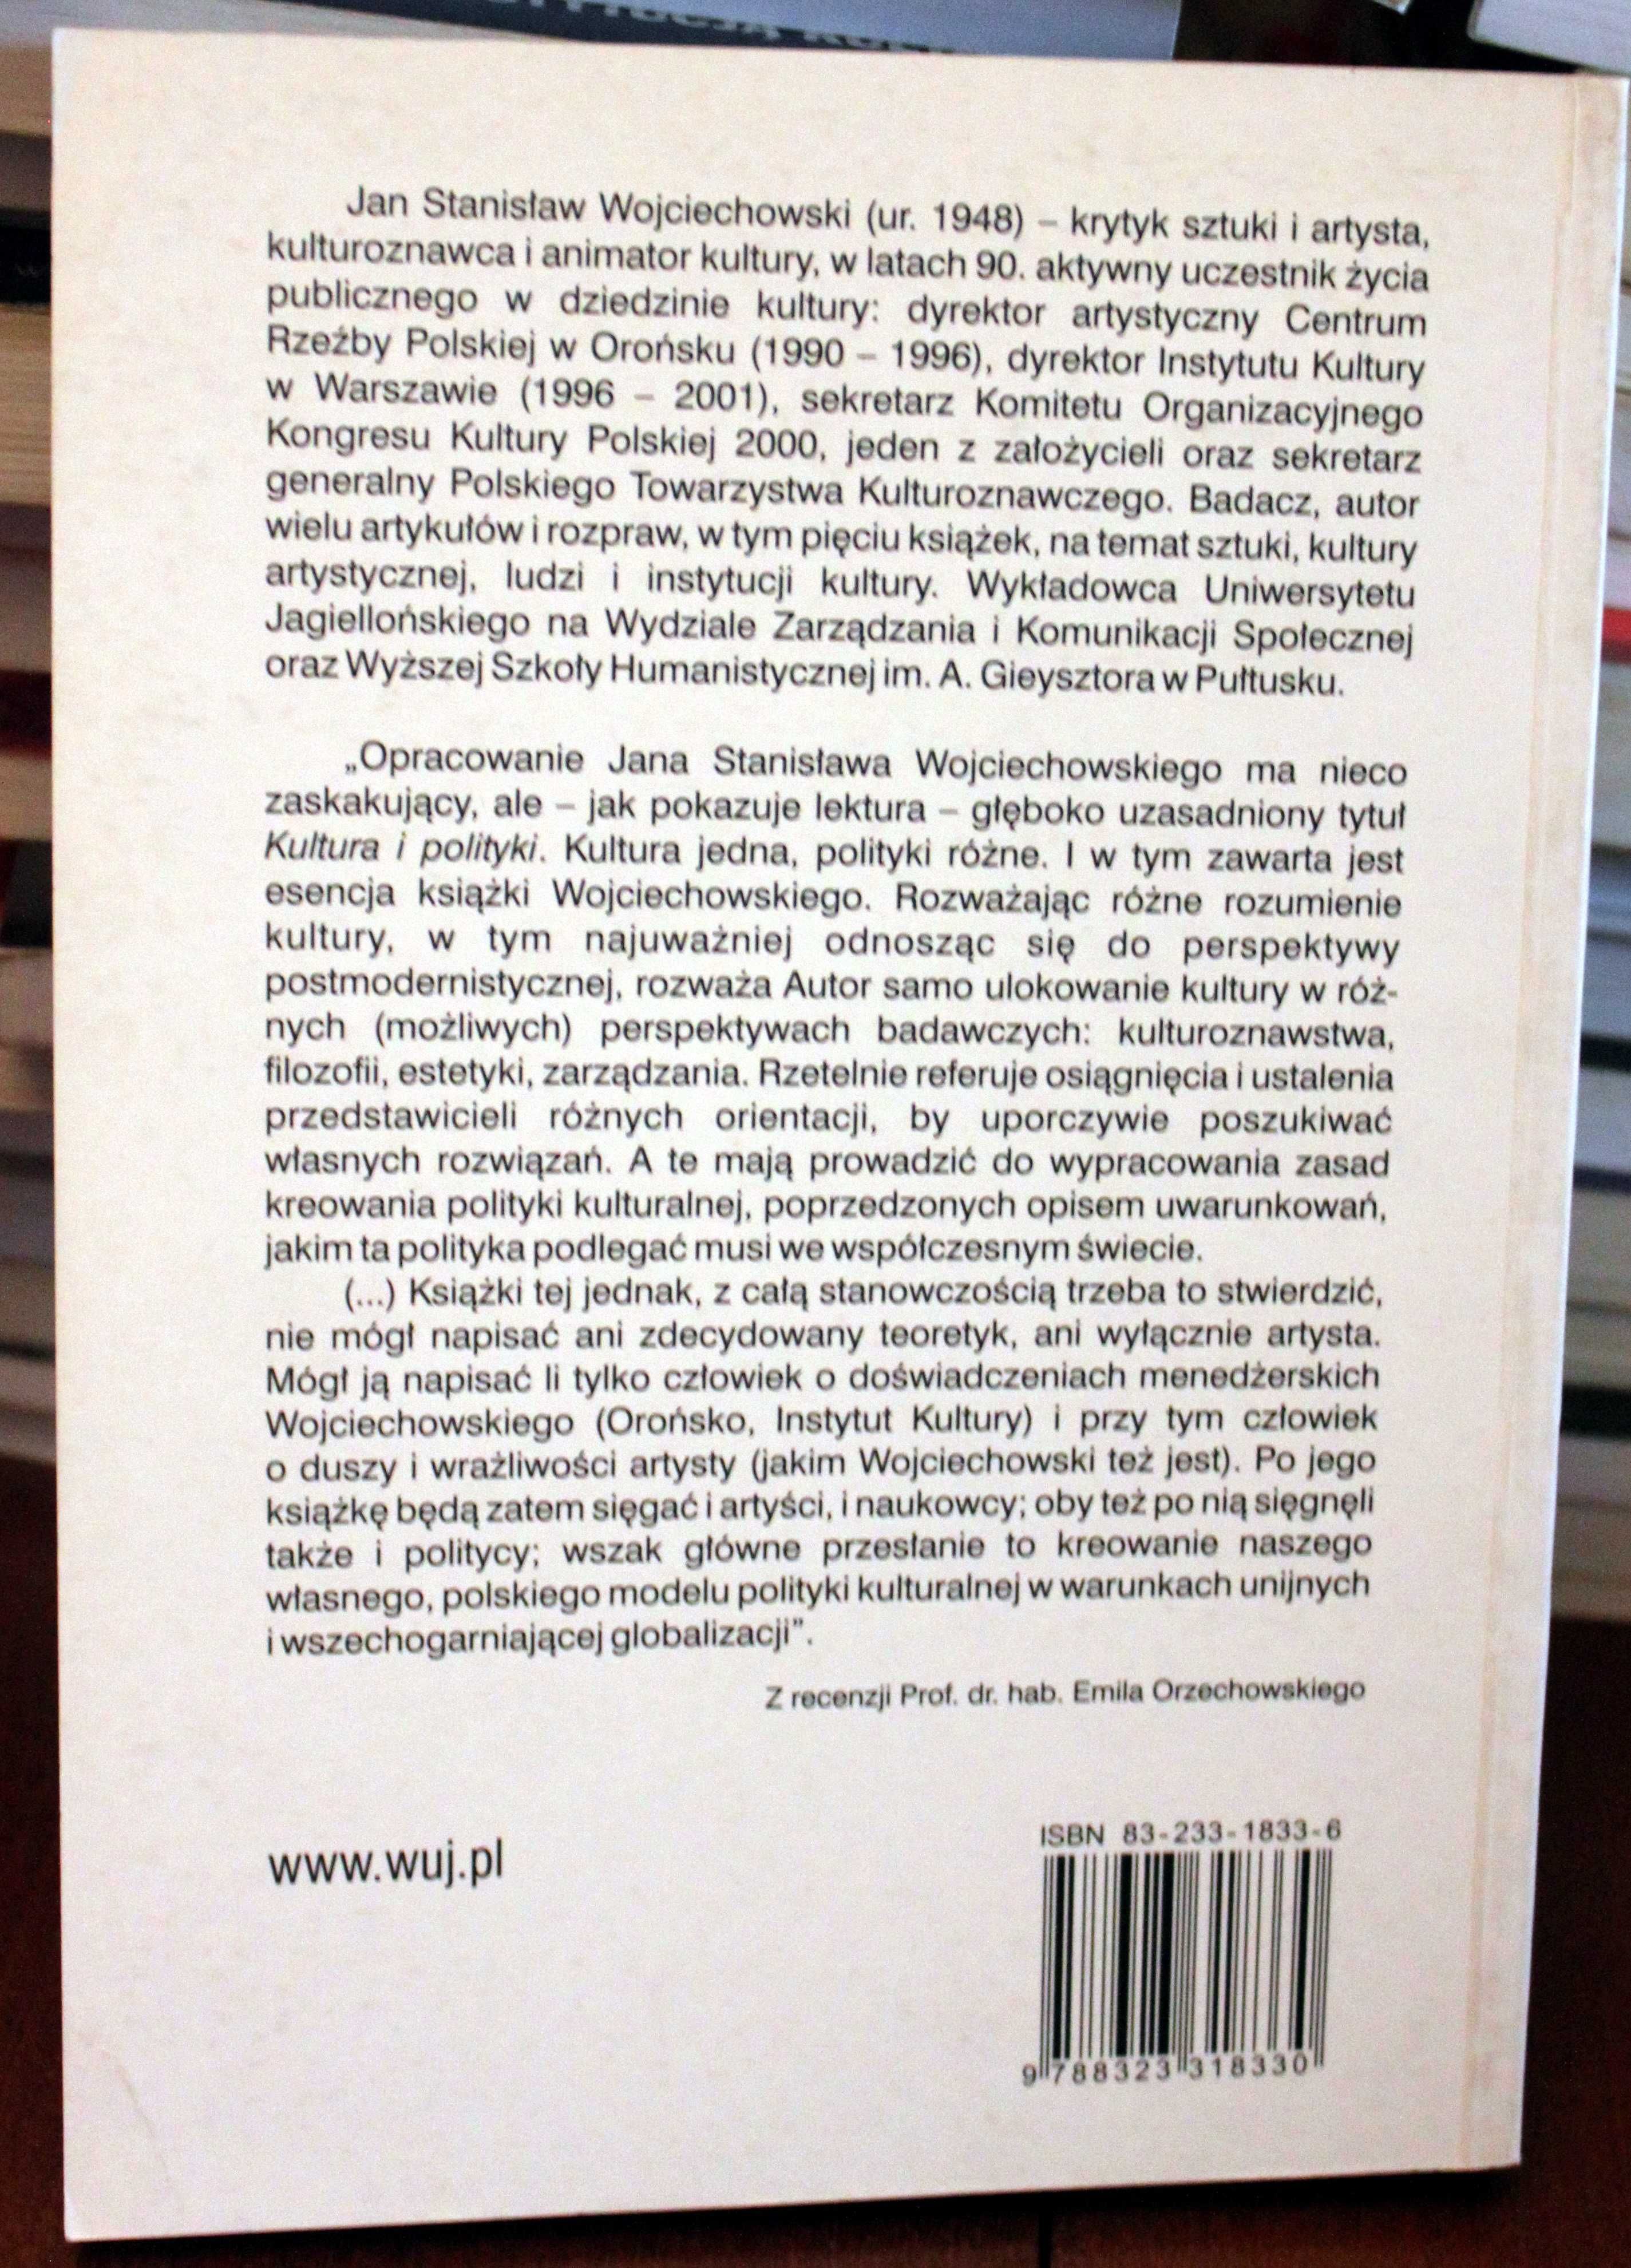 Jan Stanisław Wojciechowski (ur. 1948) – krytyk sztuki i artysta,
kulturoznawca i animator kultury, w latach 90. aktywny uczestnik życia
publicznego w dziedzinie kultury: dyrektor artystyczny Centrum
Rzeźby Polskiej w Orońsku (1990 – 1996), dyrektor Instytutu Kultury
w Warszawie (1996 – 2001), sekretarz Komitetu Organizacyjnego
Kongresu Kultury Polskiej 2000, jeden z założycieli oraz sekretarz
generalny Polskiego Towarzystwa Kulturoznawczego. Badacz, autor
wielu artykułów i rozpraw, w tym pięciu książek, na temat sztuki, kultury
artystycznej, ludzi i instytucji kultury. Wykładowca Uniwersytetu
Jagiellońskiego na Wydziale Zarządzania i Komunikacji Społecznej
oraz Wyższej Szkoły Humanistycznej im. A. Gieysztora w Pułtusku.
„Opracowanie Jana Stanisława Wojciechowskiego ma nieco
zaskakujący, ale – jak pokazuje lektura – głęboko uzasadniony tytuł
Kultura i polityki. Kultura jedna, polityki różne. I w tym zawarta jest
esencja książki Wojciechowskiego. Rozważając różne rozumienie
kultury, w tym najuważniej odnosząc się do perspektywy
postmodernistycznej, rozważa Autor samo ulokowanie kultury w róż-
nych (możliwych) perspektywach badawczych: kulturoznawstwa,
filozofii, estetyki, zarządzania. Rzetelnie referuje osiągnięcia i ustalenia
przedstawicieli różnych orientacji, by uporczywie poszukiwać
własnych rozwiązań. A te mają prowadzić do wypracowania zasad
kreowania polityki kulturalnej, poprzedzonych opisem uwarunkowań,
jakim ta polityka podlegać musi we współczesnym świecie.
(...) Książki tej jednak, z całą stanowczością trzeba to stwierdzić,
nie mógł napisać ani zdecydowany teoretyk, ani wyłącznie artysta.
Mógł ją napisać li tylko człowiek o doświadczeniach menedżerskich
Wojciechowskiego (Orońsko, Instytut Kultury) i przy tym człowiek
o duszy i wrażliwości artysty (jakim Wojciechowski też jest). Po jego
książkę będą zatem sięgać i artyści, i naukowcy; oby też po nią sięgnęli
także i politycy; wszak główne przesłanie to kreowanie naszego
własnego, polskiego modelu polityki kulturalnej w warunkach unijnych
i wszechogarniającej globalizacji”.
Z recenzji Prof. dr. hab. Emila Orzechowskiego
www.wuj.pl
ISBN 83-233-1833-6
9 788323 318330